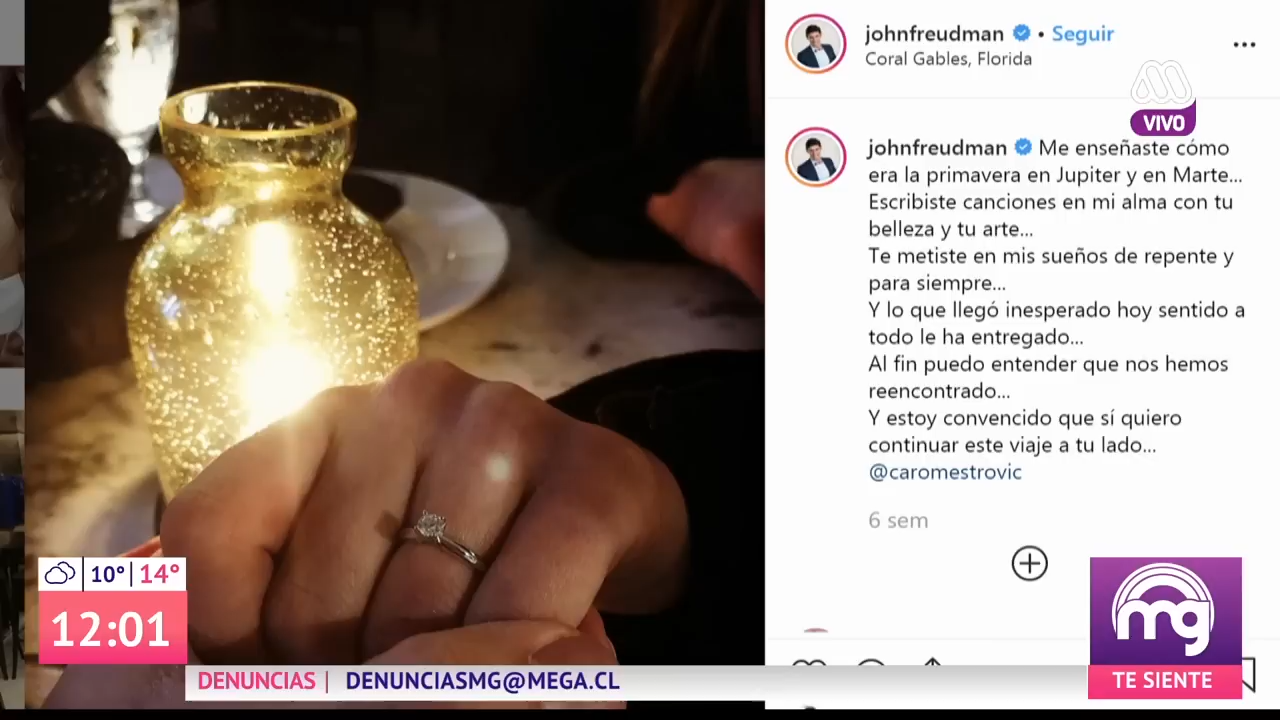 johnfreudman • Seguir
Coral Gables, Florida
VIVO
johnfreudman Me enseñaste cómo
era la primavera en Jupiter y en Marte...
Escribiste canciones en mi alma con tu
belleza y tu arte...
Te metiste en mis sueños de repente y
para siempre...
Y lo que llegó inesperado hoy sentido a
todo le ha entregado...
Al fin puedo entender que nos hemos
reencontrado...
Y estoy convencido que sí quiero
continuar este viaje a tu lado...
@caromestrovic
6 sem
10° | 14°
12:01
mg
TE SIENTE
DENUNCIAS | DENUNCIASMG@MEGA.CL